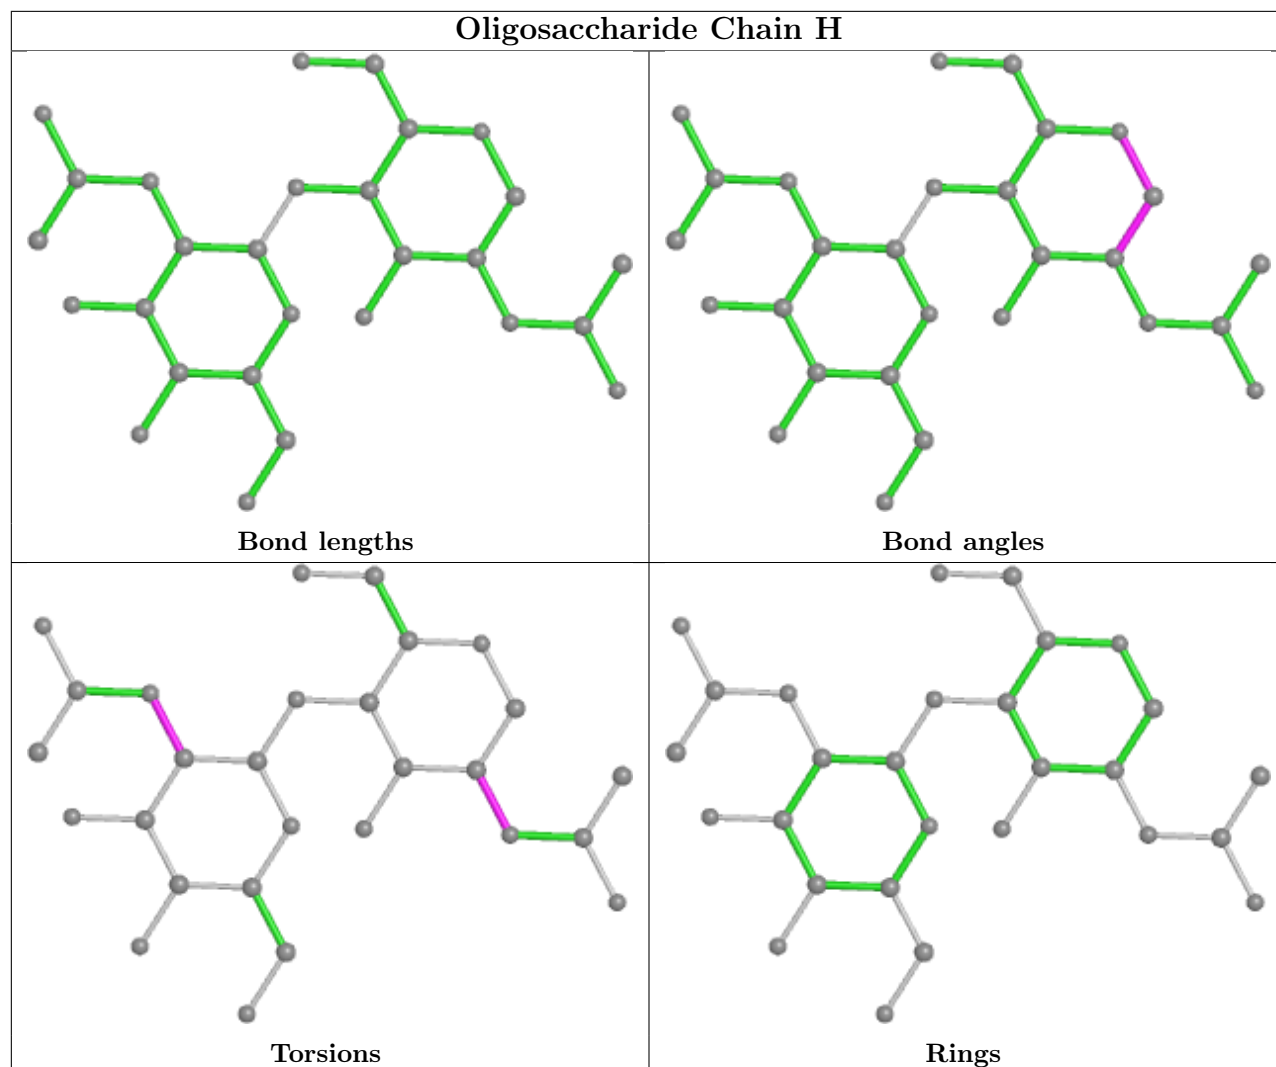 Oligosaccharide Chain H
Bond lengths
Bond angles
Torsions
Rings